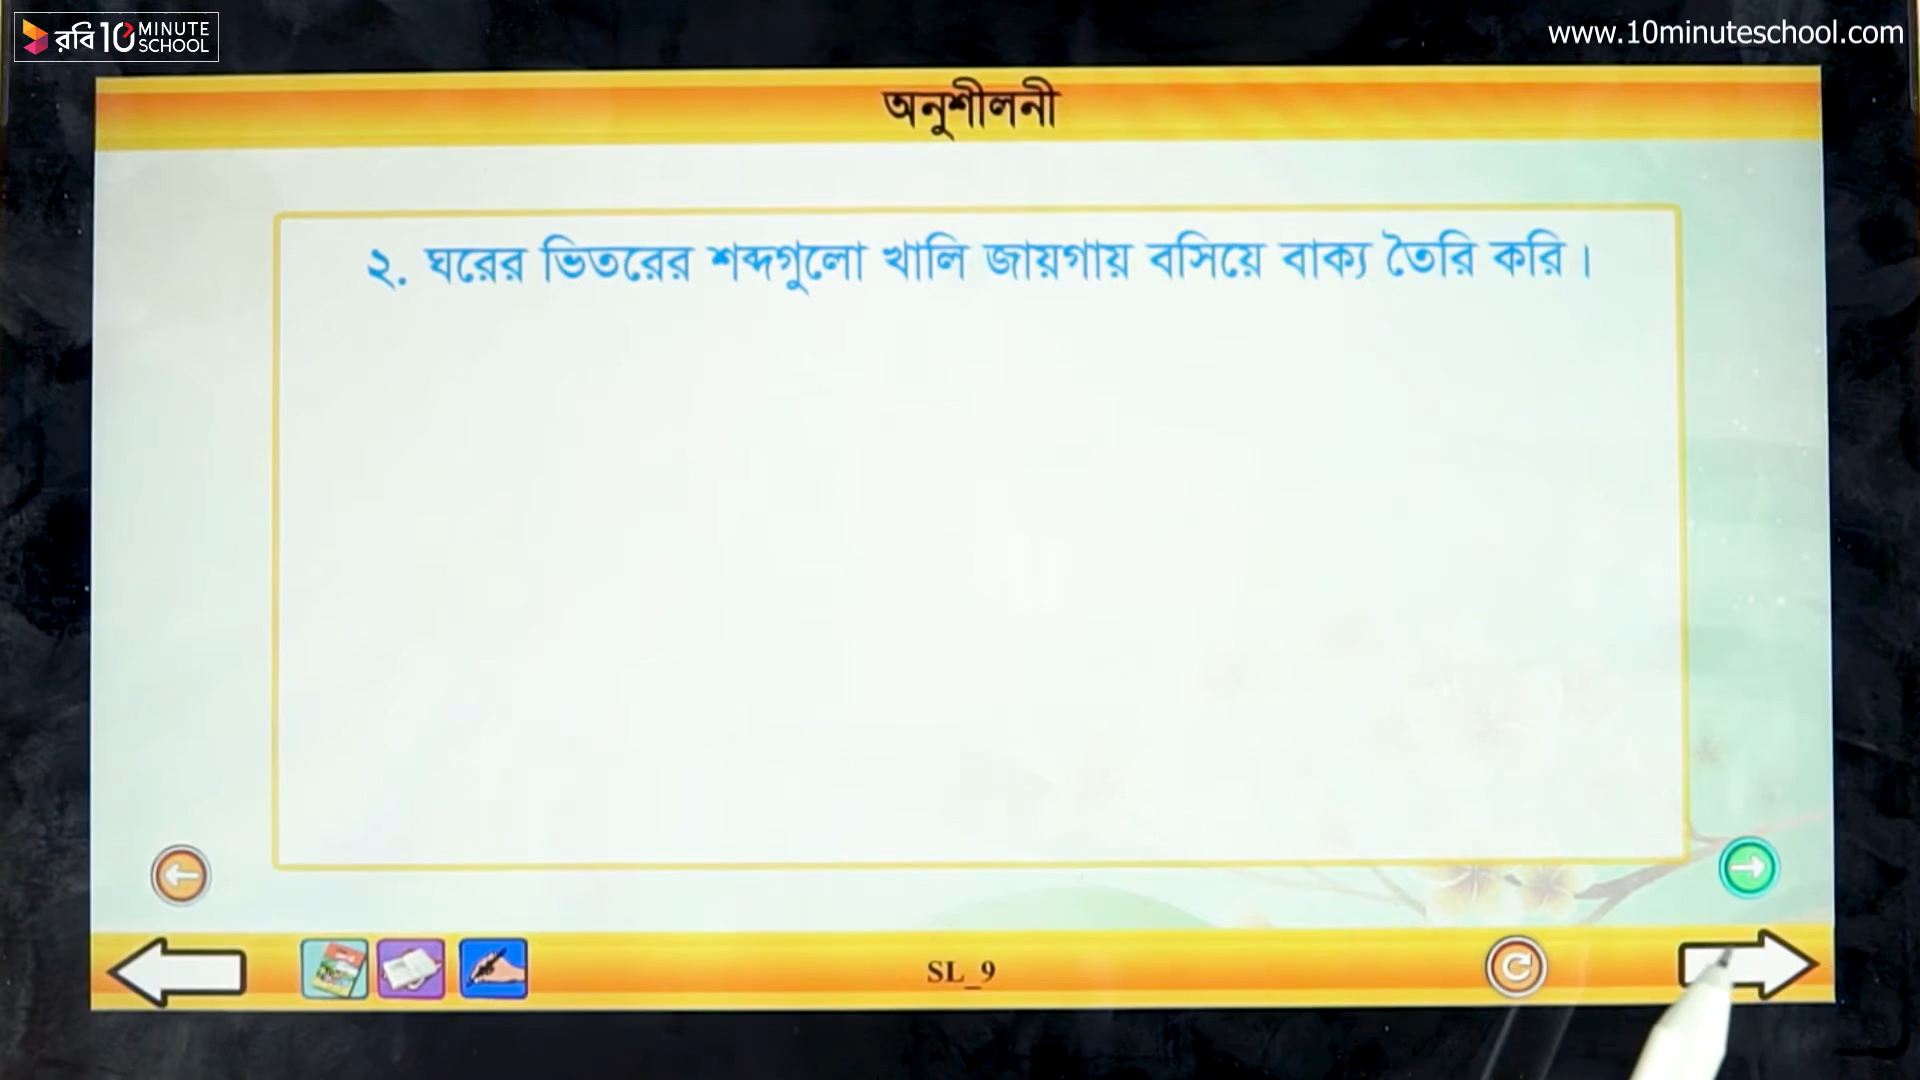 রবি 10 MINUTE SCHOOL
www.10minuteschool.com
অনুশীলনী
২. ঘরের ভিতরের শব্দগুলো খালি জায়গায় বসিয়ে বাক্য তৈরি করি।
SL_9